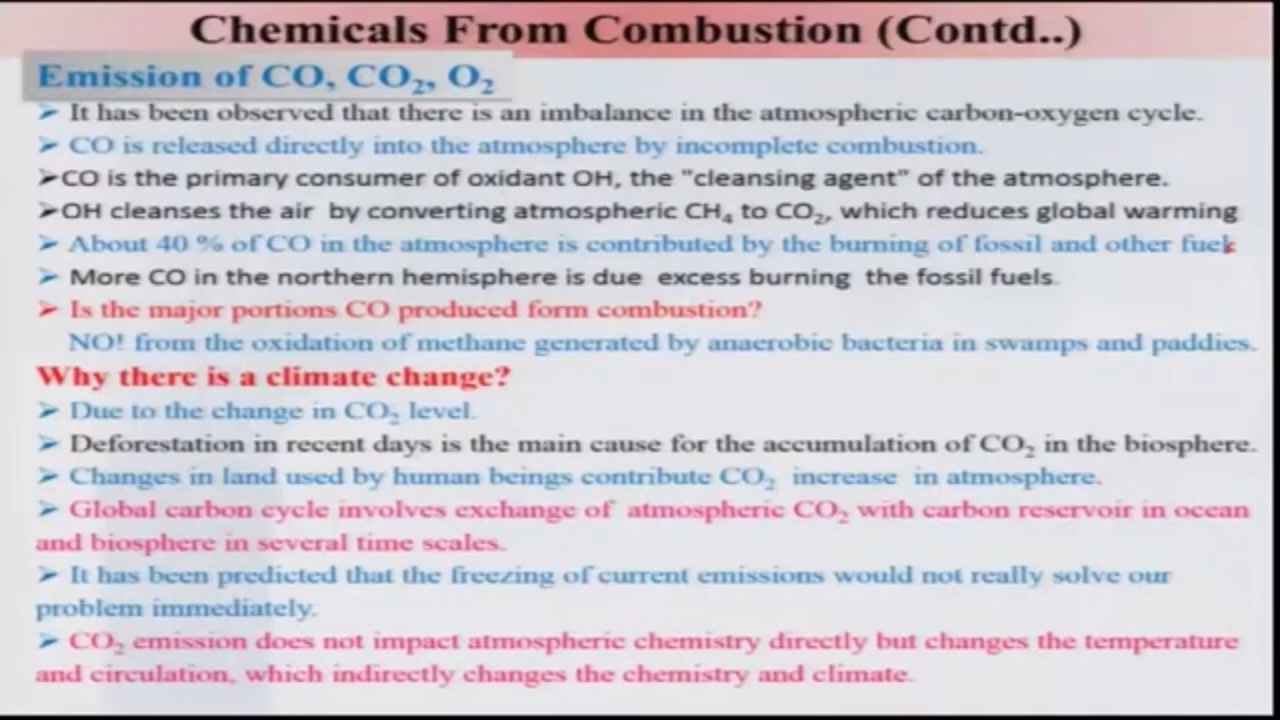 Chemicals From Combustion (Contd..)
Emission of CO, CO₂, O₂
➢ It has been observed that there is an imbalance in the atmospheric carbon-oxygen cycle.
➢ CO is released directly into the atmosphere by incomplete combustion.
➢CO is the primary consumer of oxidant OH, the "cleansing agent" of the atmosphere.
➢OH cleanses the air by converting atmospheric CH₄ to CO₂, which reduces global warming
➢ About 40 % of CO in the atmosphere is contributed by the burning of fossil and other
➢ More CO in the northern hemisphere is due excess burning the fossil fuels.
➢ Is the major portions CO produced form combustion?
NO! from the oxidation of methane generated by anaerobic bacteria in swamps and paddies.
Why there is a climate change?
➢ Due to the change in CO₂ level.
➢ Deforestation in recent days is the main cause for the accumulation of CO₂ in the biosphere.
➢ Changes in land used by human beings contribute CO₂ increase in atmosphere.
➢ Global carbon cycle involves exchange of atmospheric CO₂ with carbon reservoir in ocean
and biosphere in several time scales.
➢ It has been predicted that the freezing of current emissions would not really solve our
problem immediately.
➢ CO₂ emission does not impact atmospheric chemistry directly but changes the temperature
and circulation, which indirectly changes the chemistry and climate.